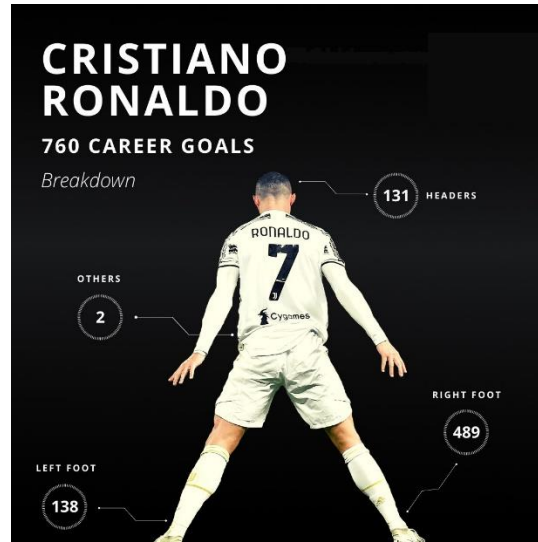 CRISTIANO
RONALDO
760 CAREER GOALS
Breakdown
131 HEADERS
RONALDO
7
Cygames
OTHERS
2
RIGHT FOOT
489
LEFT FOOT
138